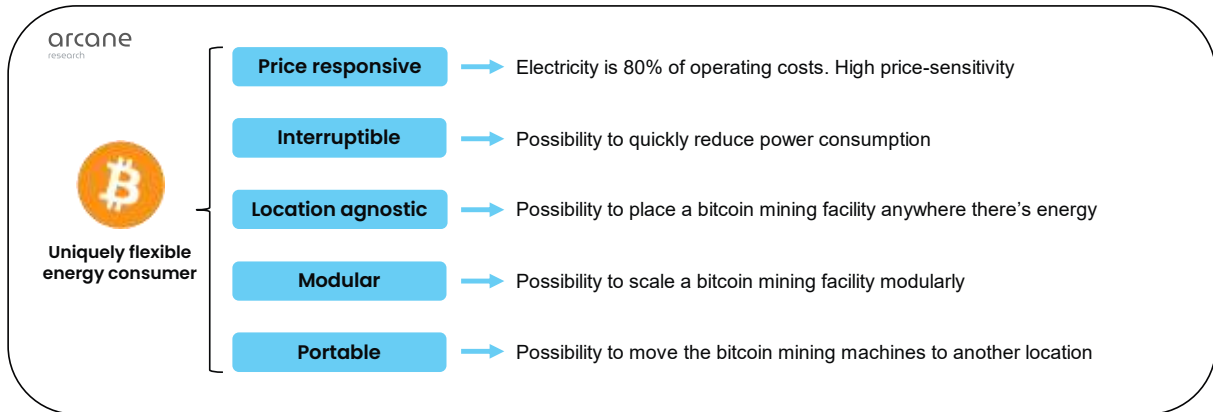 arcane
research
Price responsive
Electricity is 80% of operating costs. High price-sensitivity
Interruptible
Possibility to quickly reduce power consumption
Location agnostic
Possibility to place a bitcoin mining facility anywhere there's energy
Uniquely flexible
energy consumer
Modular
Possibility to scale a bitcoin mining facility modularly
Portable
Possibility to move the bitcoin mining machines to another location